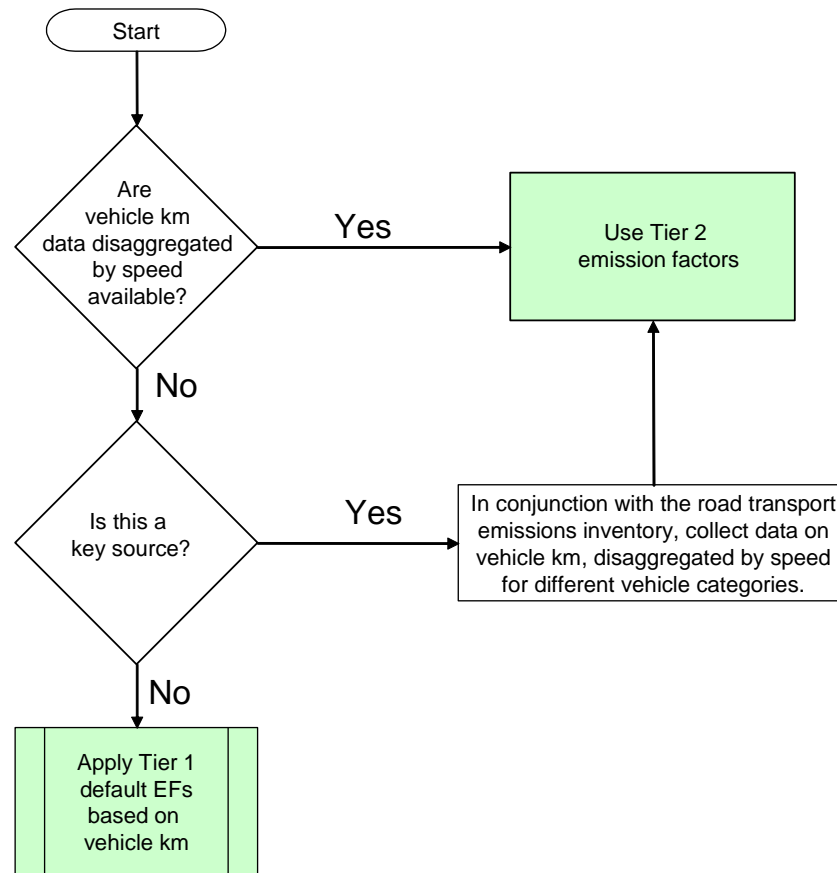 Start
Are
vehicle km
data disaggregated
by speed
available?
Yes
Use Tier 2
emission factors
No
Is this a
key source?
Yes
In conjunction with the road transport
emissions inventory, collect data on
vehicle km, disaggregated by speed
for different vehicle categories.
No
Apply Tier 1
default EFs
based on
vehicle km